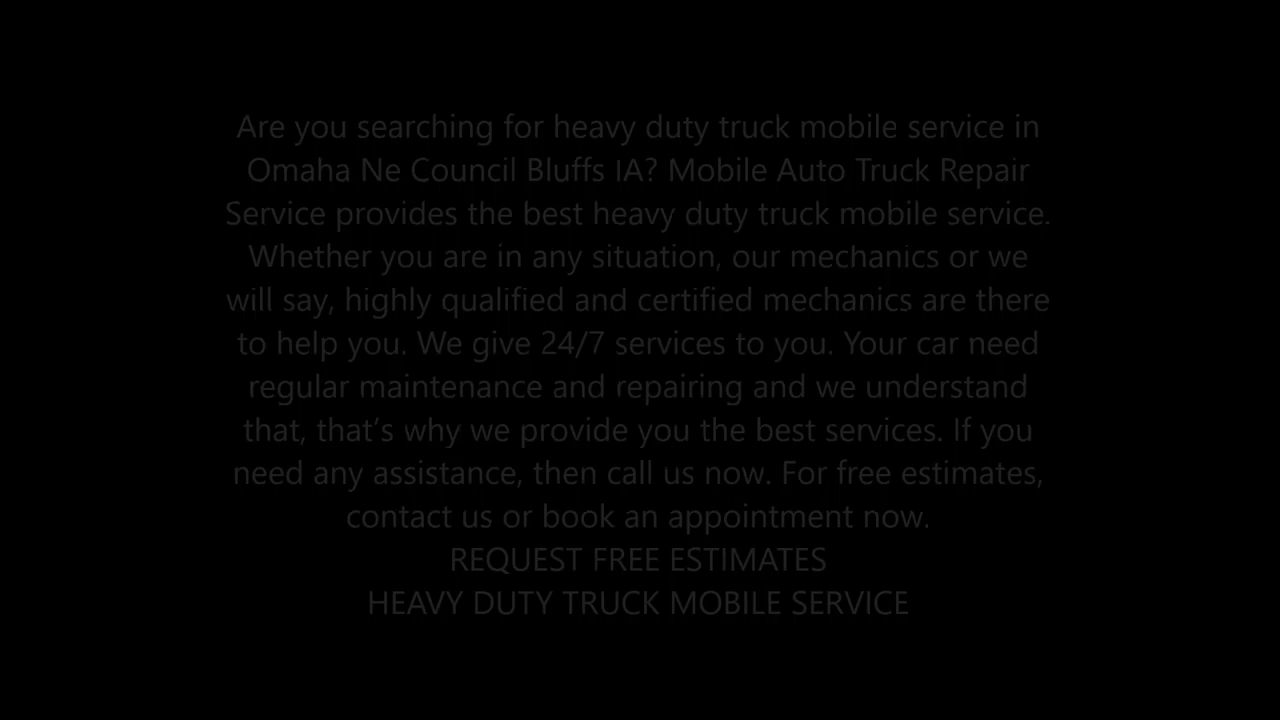 Are you searching for heavy duty truck mobile service in
Omaha Ne Council Bluffs IA? Mobile Auto Truck Repair
Service provides the best heavy duty truck mobile service.
Whether you are in any situation, our mechanics or we
will say, highly qualified and certified mechanics are there
to help you. We give 24/7 services to you. Your car need
regular maintenance and repairing and we understand
that, that’s why we provide you the best services. If you
need any assistance, then call us now. For free estimates,
contact us or book an appointment now.
REQUEST FREE ESTIMATES
HEAVY DUTY TRUCK MOBILE SERVICE